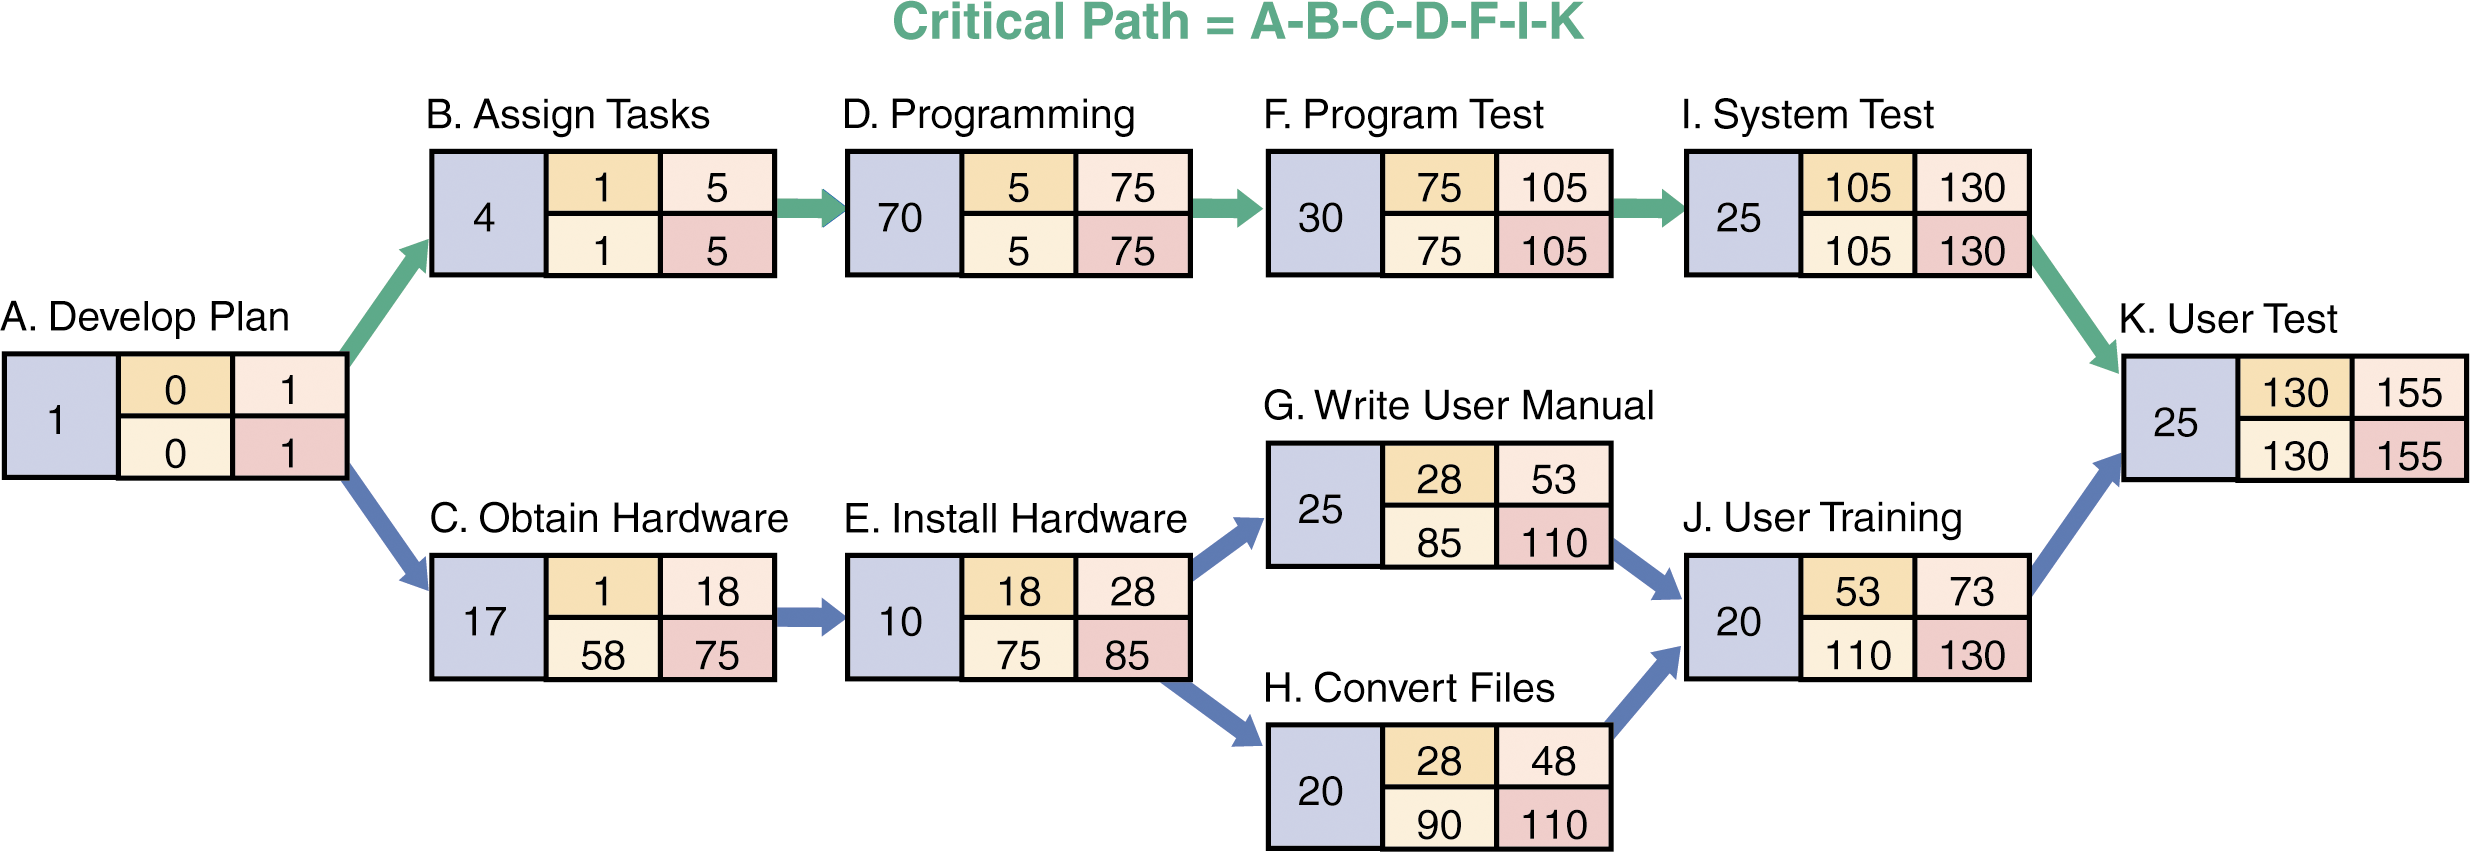 Critical Path = A-B-C-D-F-I-K
B. Assign Tasks
4
1 5
1 5
D. Programming
70
5 75
5 75
F. Program Test
30
75 105
75 105
I. System Test
25
105 130
105 130
A. Develop Plan
1
0 1
0 1
K. User Test
25
130 155
130 155
C. Obtain Hardware
17
1 18
58 75
E. Install Hardware
10
18 28
75 85
G. Write User Manual
25
28 53
85 110
H. Convert Files
20
28 48
90 110
J. User Training
20
53 73
110 130